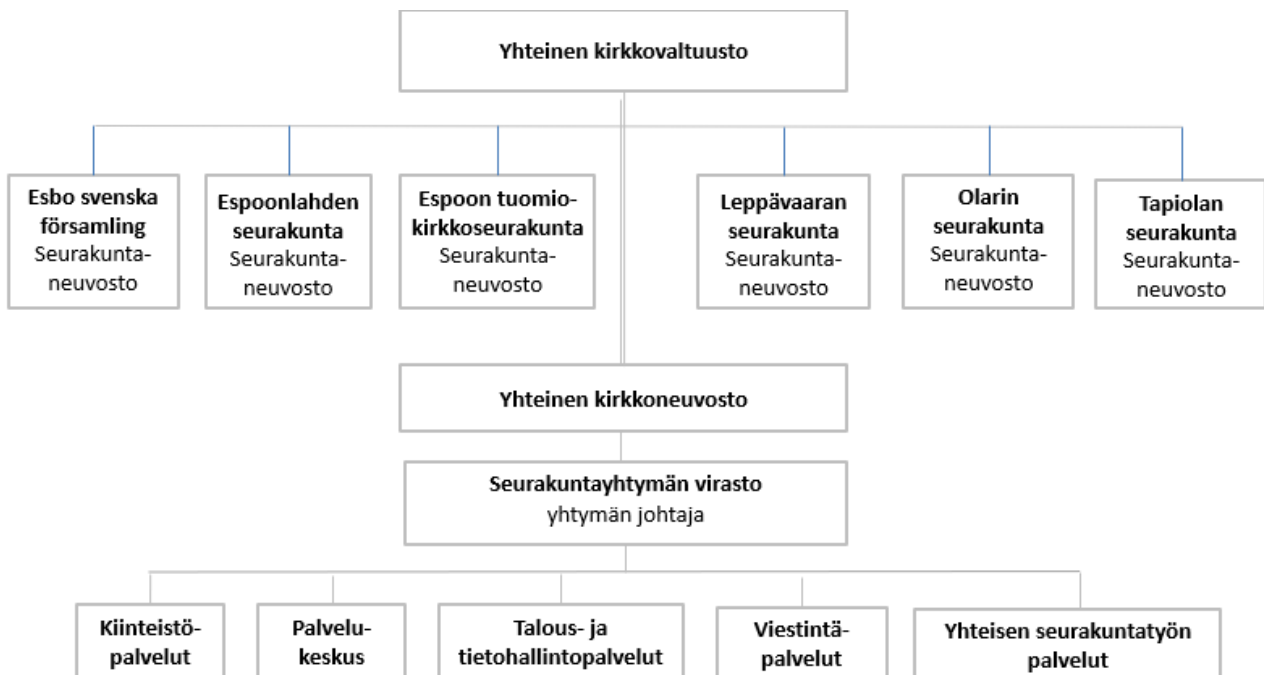 Yhteinen kirkkovaltuusto
Esbo svenska
församling
Seurakunta-
neuvosto
Espoonlahden
seurakunta
Seurakunta-
neuvosto
Espoon tuomio-
kirkkoseurakunta
Seurakunta-
neuvosto
Leppävaaran
seurakunta
Seurakunta-
neuvosto
Olarin
seurakunta
Seurakunta-
neuvosto
Tapiolan
seurakunta
Seurakunta-
neuvosto
Yhteinen kirkkoneuvosto
Seurakuntayhtymän virasto
yhtymän johtaja
Kiinteistö-
palvelut
Palvelu-
keskus
Talous- ja
tietohallintopalvelut
Viestintä-
palvelut
Yhteisen seurakuntatyön
palvelut